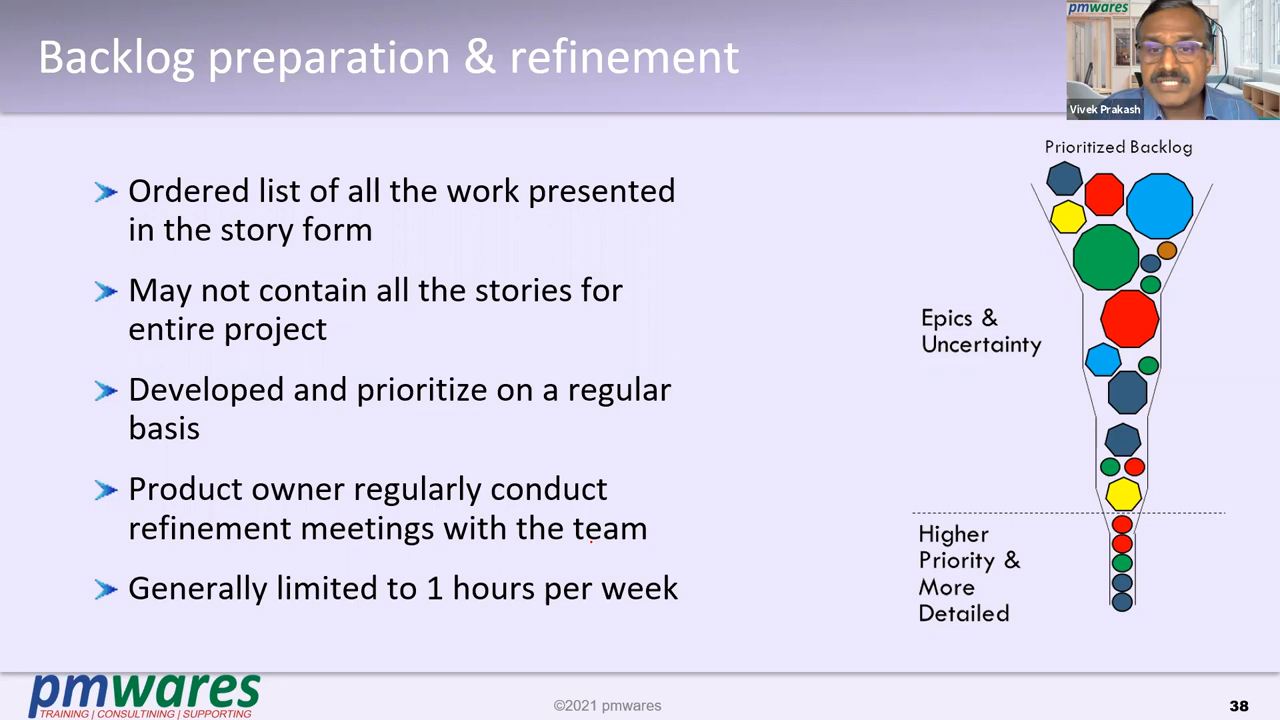 Backlog preparation & refinement
pmwares
Vivek Prakash
Ordered list of all the work presented
in the story form
May not contain all the stories for
entire project
Developed and prioritize on a regular
basis
Product owner regularly conduct
refinement meetings with the team
Generally limited to 1 hours per week
Prioritized Backlog
Epics &
Uncertainty
Higher
Priority &
More
Detailed
pmwares
TRAINING | CONSULTINING | SUPPORTING
©2021 pmwares
38